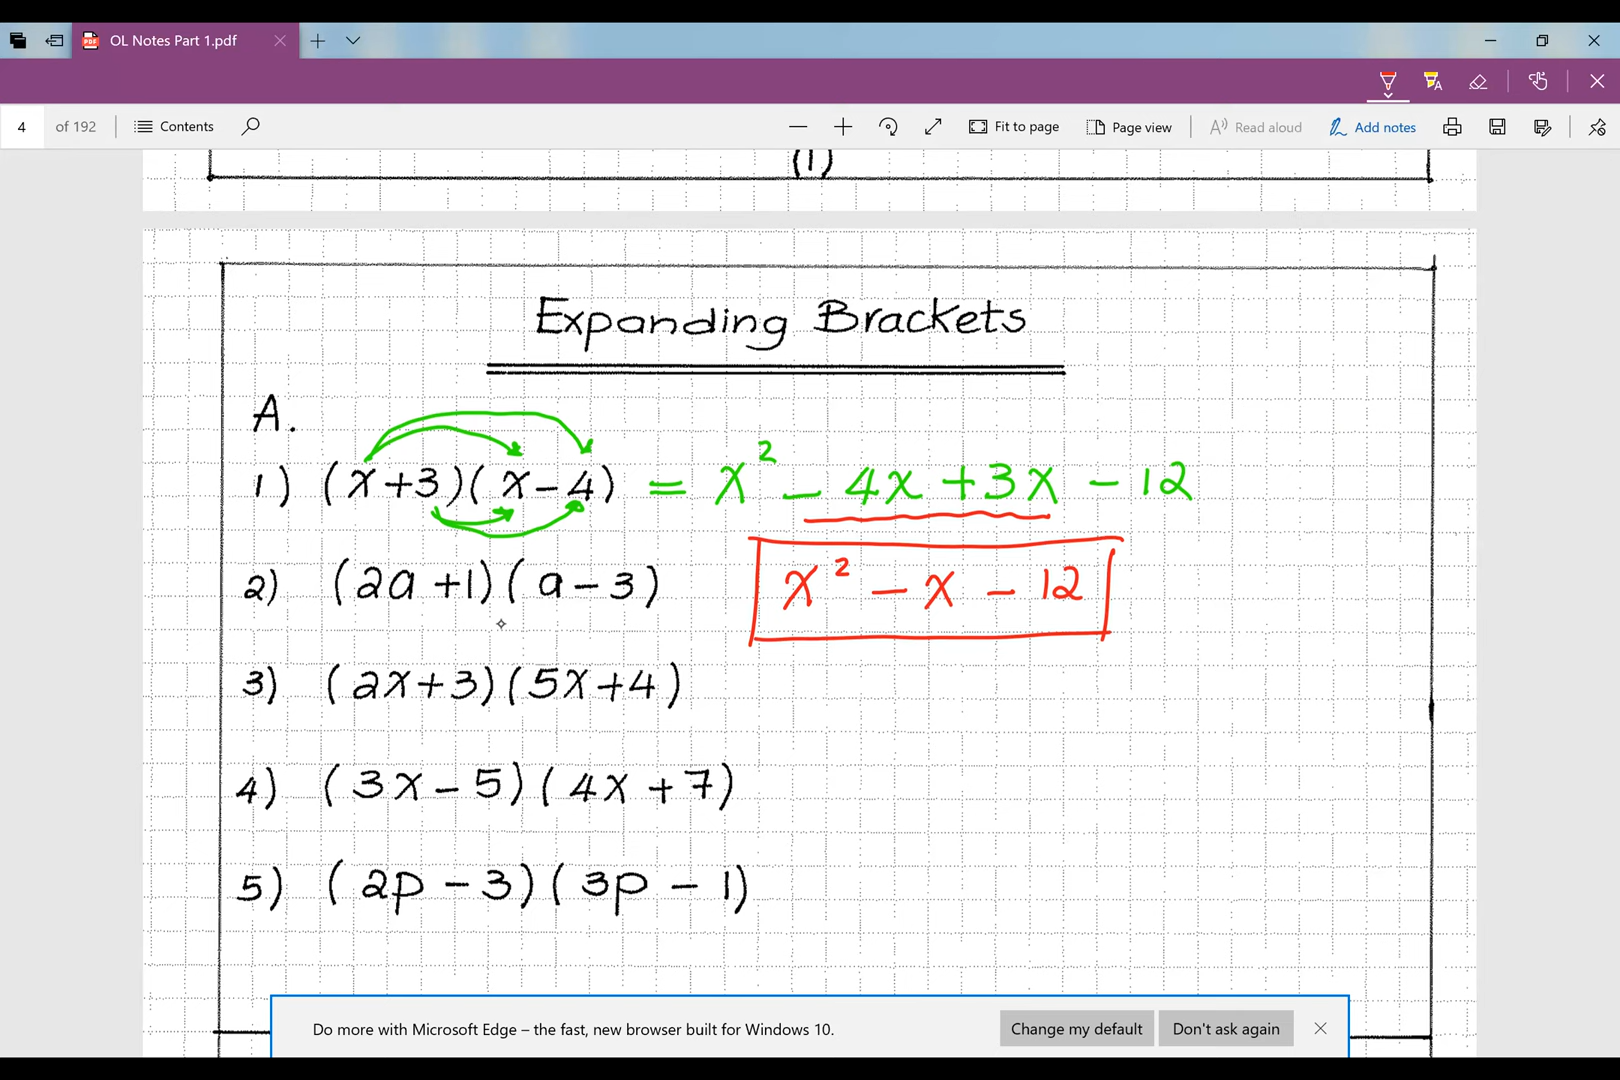 OL Notes Part 1.pdf
4 of 192 Contents Fit to page Page view Read aloud Add notes
(1)
Expanding Brackets
A.
1) (x+3)(x-4) = x² - 4x + 3x - 12
x² - x - 12
2) (2a+1)(a-3)
3) (2x+3)(5x+4)
4) (3x-5)(4x+7)
5) (2p-3)(3p-1)
Do more with Microsoft Edge – the fast, new browser built for Windows 10. Change my default Don't ask again